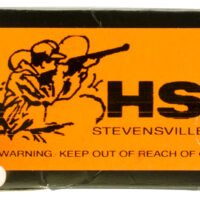 HS
STEVENSVILLE
WARNING: KEEP OUT OF REACH OF